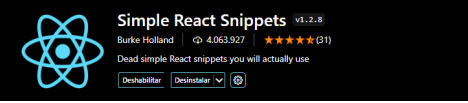 Simple React Snippets v1.2.8
Burke Holland | 4.063.927 | (31)
Dead simple React snippets you will actually use
Deshabilitar Desinstalar